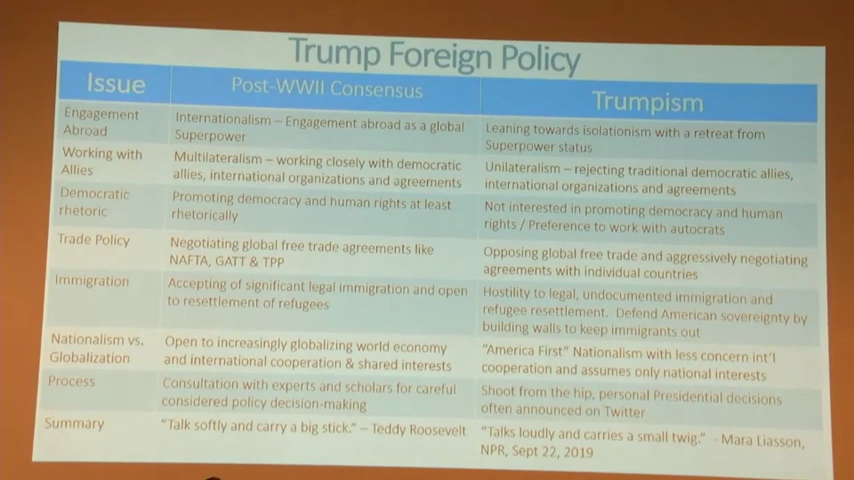 Trump Foreign Policy
Issue
Post-WWII Consensus
Trumpism
Engagement
Abroad
Internationalism – Engagement abroad as a global
Superpower
Leaning towards isolationism with a retreat from
Superpower status
Working with
Allies
Multilateralism – working closely with democratic
allies, international organizations and agreements
Unilateralism – rejecting traditional democratic allies,
international organizations and agreements
Democratic
rhetoric
Promoting democracy and human rights at least
rhetorically
Not interested in promoting democracy and human
rights / Preference to work with autocrats
Trade Policy
Negotiating global free trade agreements like
NAFTA, GATT & TPP
Opposing global free trade and aggressively negotiating
agreements with individual countries
Immigration
Accepting of significant legal immigration and open
to resettlement of refugees
Hostility to legal, undocumented immigration and
refugee resettlement. Defend American sovereignty by
building walls to keep immigrants out
Nationalism vs.
Globalization
Open to increasingly globalizing world economy
and international cooperation & shared interests
“America First” Nationalism with less concern int’l
cooperation and assumes only national interests
Process
Consultation with experts and scholars for careful
considered policy decision-making
Shoot from the hip, personal Presidential decisions
often announced on Twitter
Summary
“Talk softly and carry a big stick.” – Teddy Roosevelt
“Talks loudly and carries a small twig.” - Mara Liasson,
NPR, Sept 22, 2019